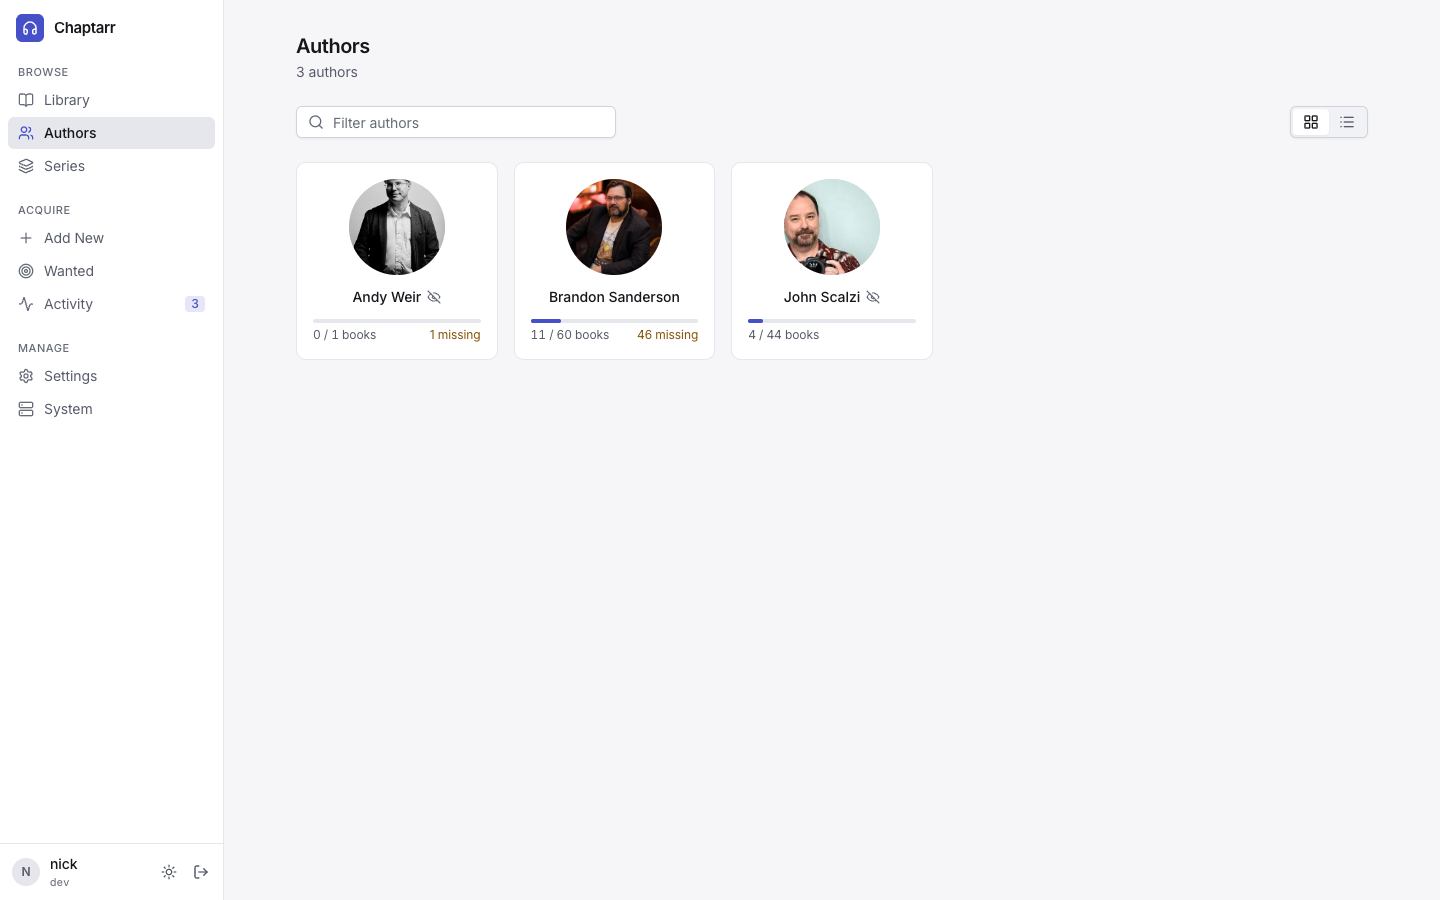 Chaptarr
BROWSE
Library
Authors
Series
ACQUIRE
Add New
Wanted
Activity 3
MANAGE
Settings
System
N nick
dev
Authors
3 authors
Filter authors
Andy Weir
0 / 1 books 1 missing
Brandon Sanderson
11 / 60 books 46 missing
John Scalzi
4 / 44 books